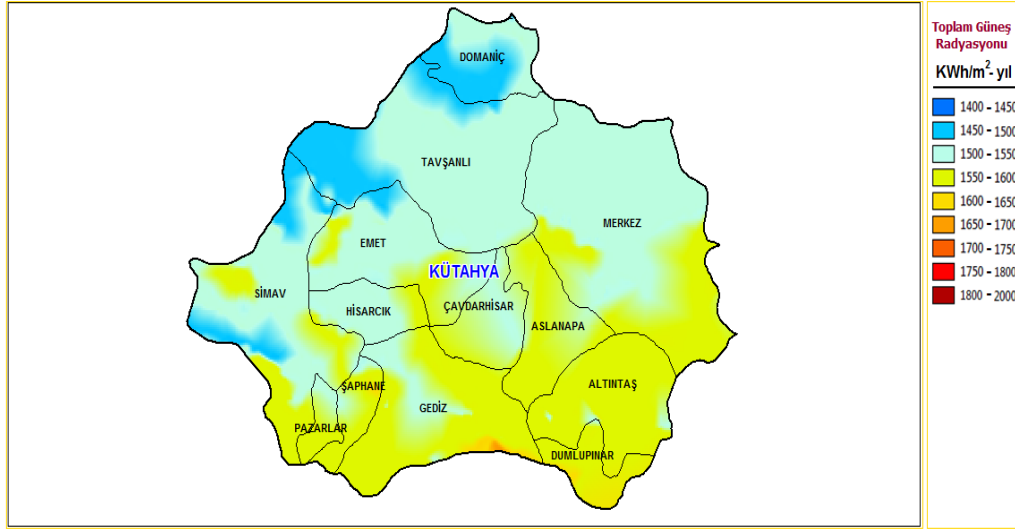 DOMANİÇ
TAVŞANLI
MERKEZ
EMET
KÜTAHYA
SİMAV
HİSARCIK
ÇAVDARHİSAR
ASLANAPA
ŞAPHANE
ALTINTAŞ
GEDİZ
PAZARLAR
DUMLUPINAR
Toplam Güneş
Radyasyonu
KWh/m²- yıl
1400 - 1450
1450 - 1500
1500 - 1550
1550 - 1600
1600 - 1650
1650 - 1700
1700 - 1750
1750 - 1800
1800 - 2000